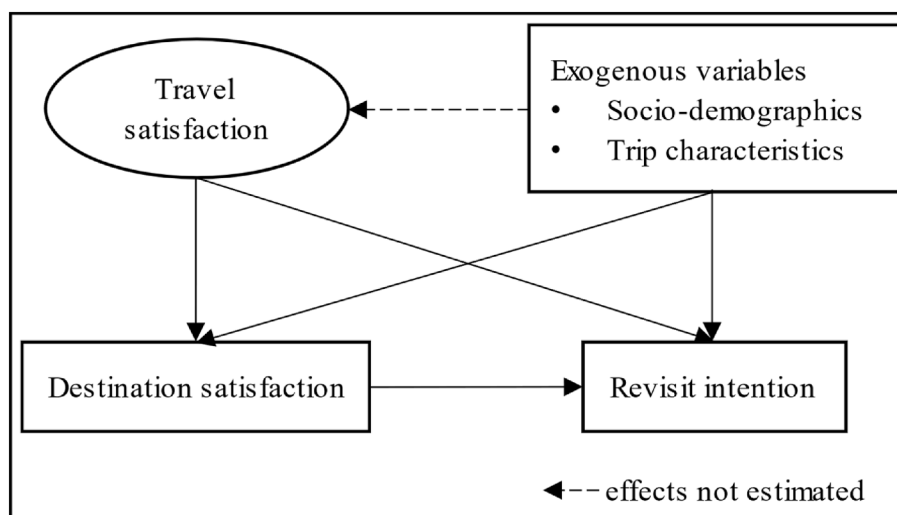 Travel
satisfaction
Exogenous variables
• Socio-demographics
• Trip characteristics
Destination satisfaction
Revisit intention
effects not estimated